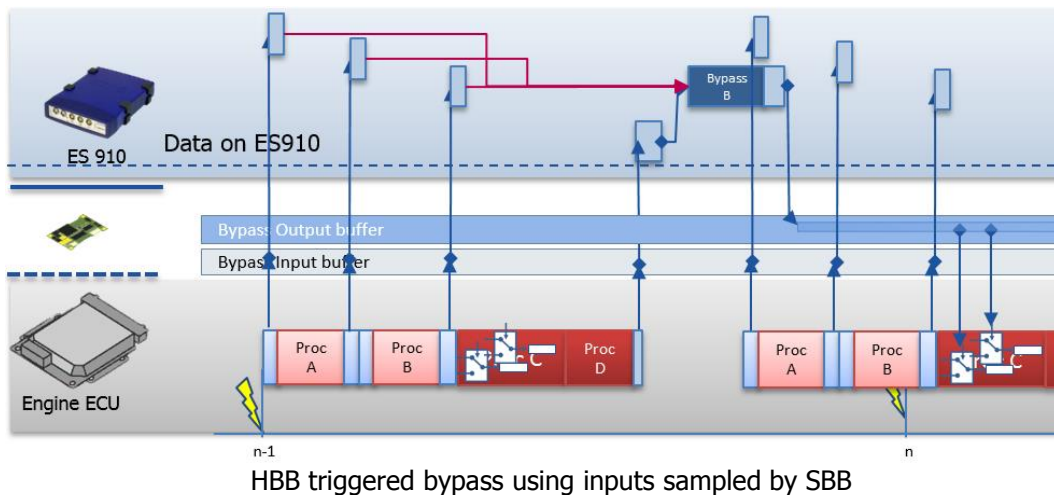 Bypass
B
ES 910
Data on ES910
Bypass Output buffer
Bypass Input buffer
Proc
A
Proc
B
C
Proc
D
Proc
A
Proc
B
C
Engine ECU
n-1
n
HBB triggered bypass using inputs sampled by SBB